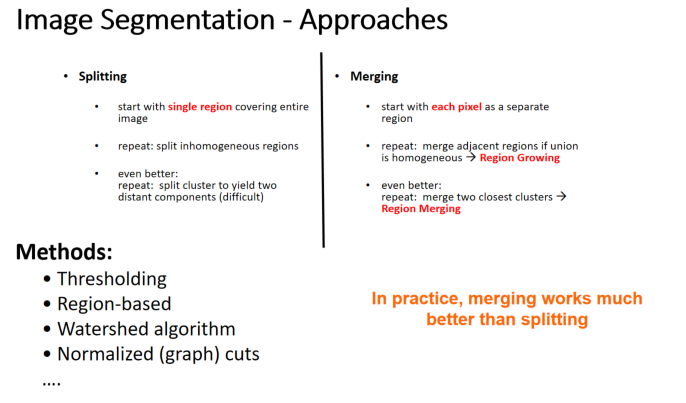 Image Segmentation - Approaches
• Splitting
• start with single region covering entire
image
• repeat: split inhomogeneous regions
• even better:
repeat: split cluster to yield two
distant components (difficult)
• Merging
• start with each pixel as a separate
region
• repeat: merge adjacent regions if union
is homogeneous → Region Growing
• even better:
repeat: merge two closest clusters →
Region Merging
Methods:
• Thresholding
• Region-based
• Watershed algorithm
• Normalized (graph) cuts
....
In practice, merging works much
better than splitting